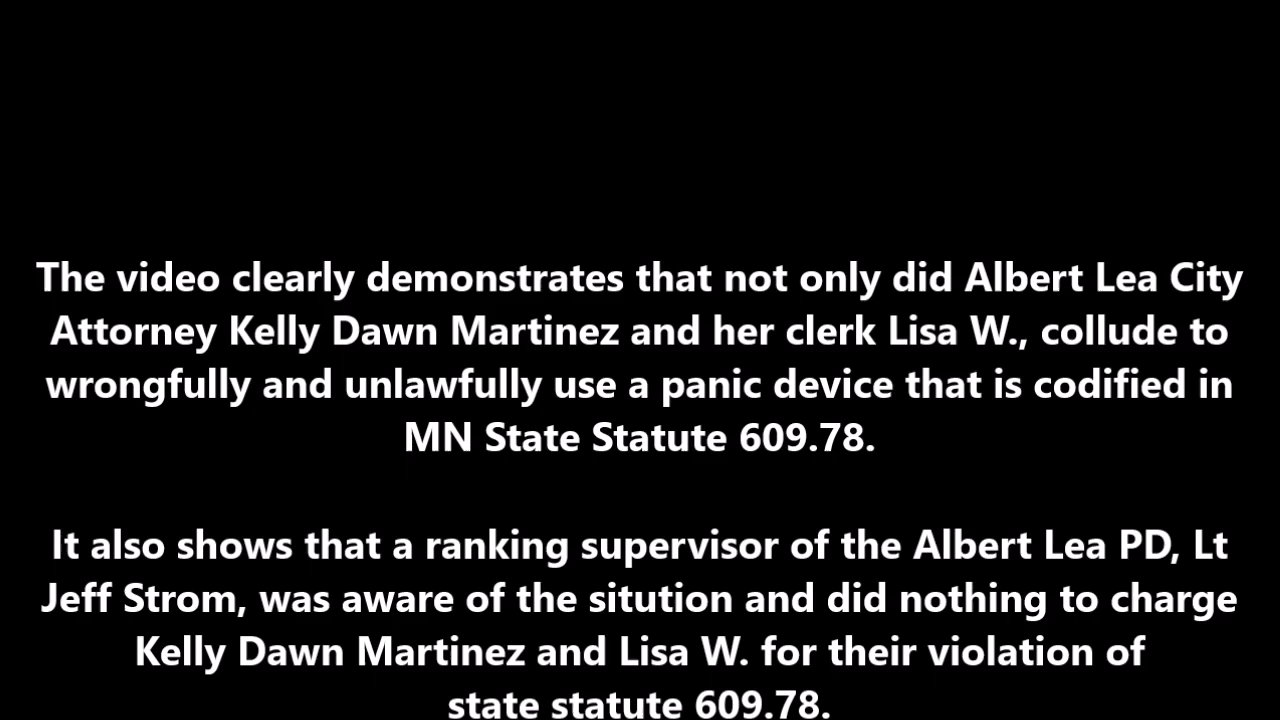 The video clearly demonstrates that not only did Albert Lea City
Attorney Kelly Dawn Martinez and her clerk Lisa W., collude to
wrongfully and unlawfully use a panic device that is codified in
MN State Statute 609.78.
It also shows that a ranking supervisor of the Albert Lea PD, Lt
Jeff Strom, was aware of the sitution and did nothing to charge
Kelly Dawn Martinez and Lisa W. for their violation of
state statute 609.78.